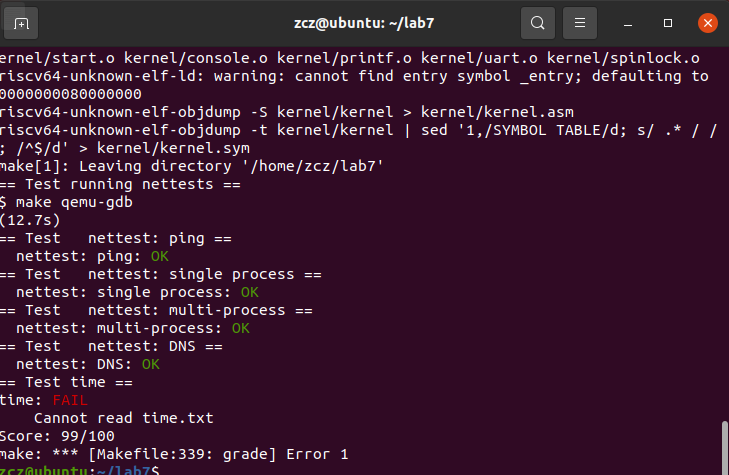 zcz@ubuntu: ~/lab7
ernel/start.o kernel/console.o kernel/printf.o kernel/uart.o kernel/spinlock.o
riscv64-unknown-elf-ld: warning: cannot find entry symbol _entry; defaulting to
0000000080000000
riscv64-unknown-elf-objdump -S kernel/kernel > kernel/kernel.asm
riscv64-unknown-elf-objdump -t kernel/kernel | sed '1,/SYMBOL TABLE/d; s/ .* / /
; /^$/d' > kernel/kernel.sym
make[1]: Leaving directory '/home/zcz/lab7'
== Test running nettests ==
$ make qemu-gdb
(12.7s)
== Test   nettest: ping ==
  nettest: ping: OK
== Test   nettest: single process ==
  nettest: single process: OK
== Test   nettest: multi-process ==
  nettest: multi-process: OK
== Test   nettest: DNS ==
  nettest: DNS: OK
== Test time ==
time: FAIL
    Cannot read time.txt
Score: 99/100
make: *** [Makefile:339: grade] Error 1
zcz@ubuntu:~/lab7$